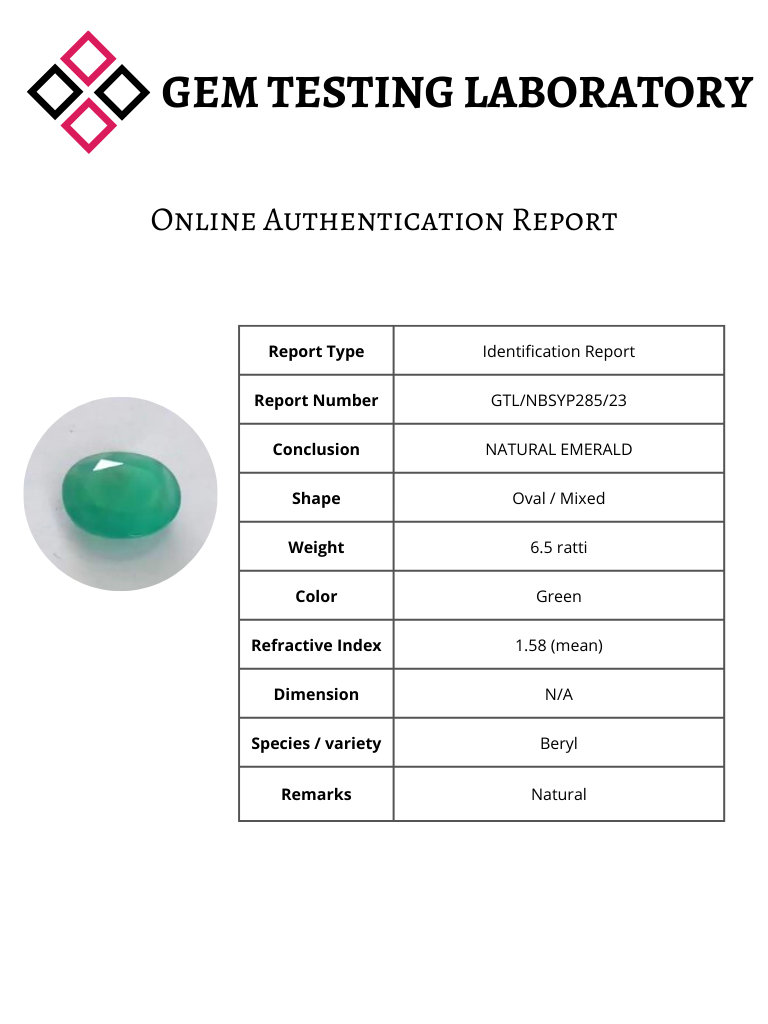 GEM TESTING LABORATORY
Online Authentication Report
Report Type Identification Report
Report Number GTL/NBSYP285/23
Conclusion NATURAL EMERALD
Shape Oval / Mixed
Weight 6.5 ratti
Color Green
Refractive Index 1.58 (mean)
Dimension N/A
Species / variety Beryl
Remarks Natural